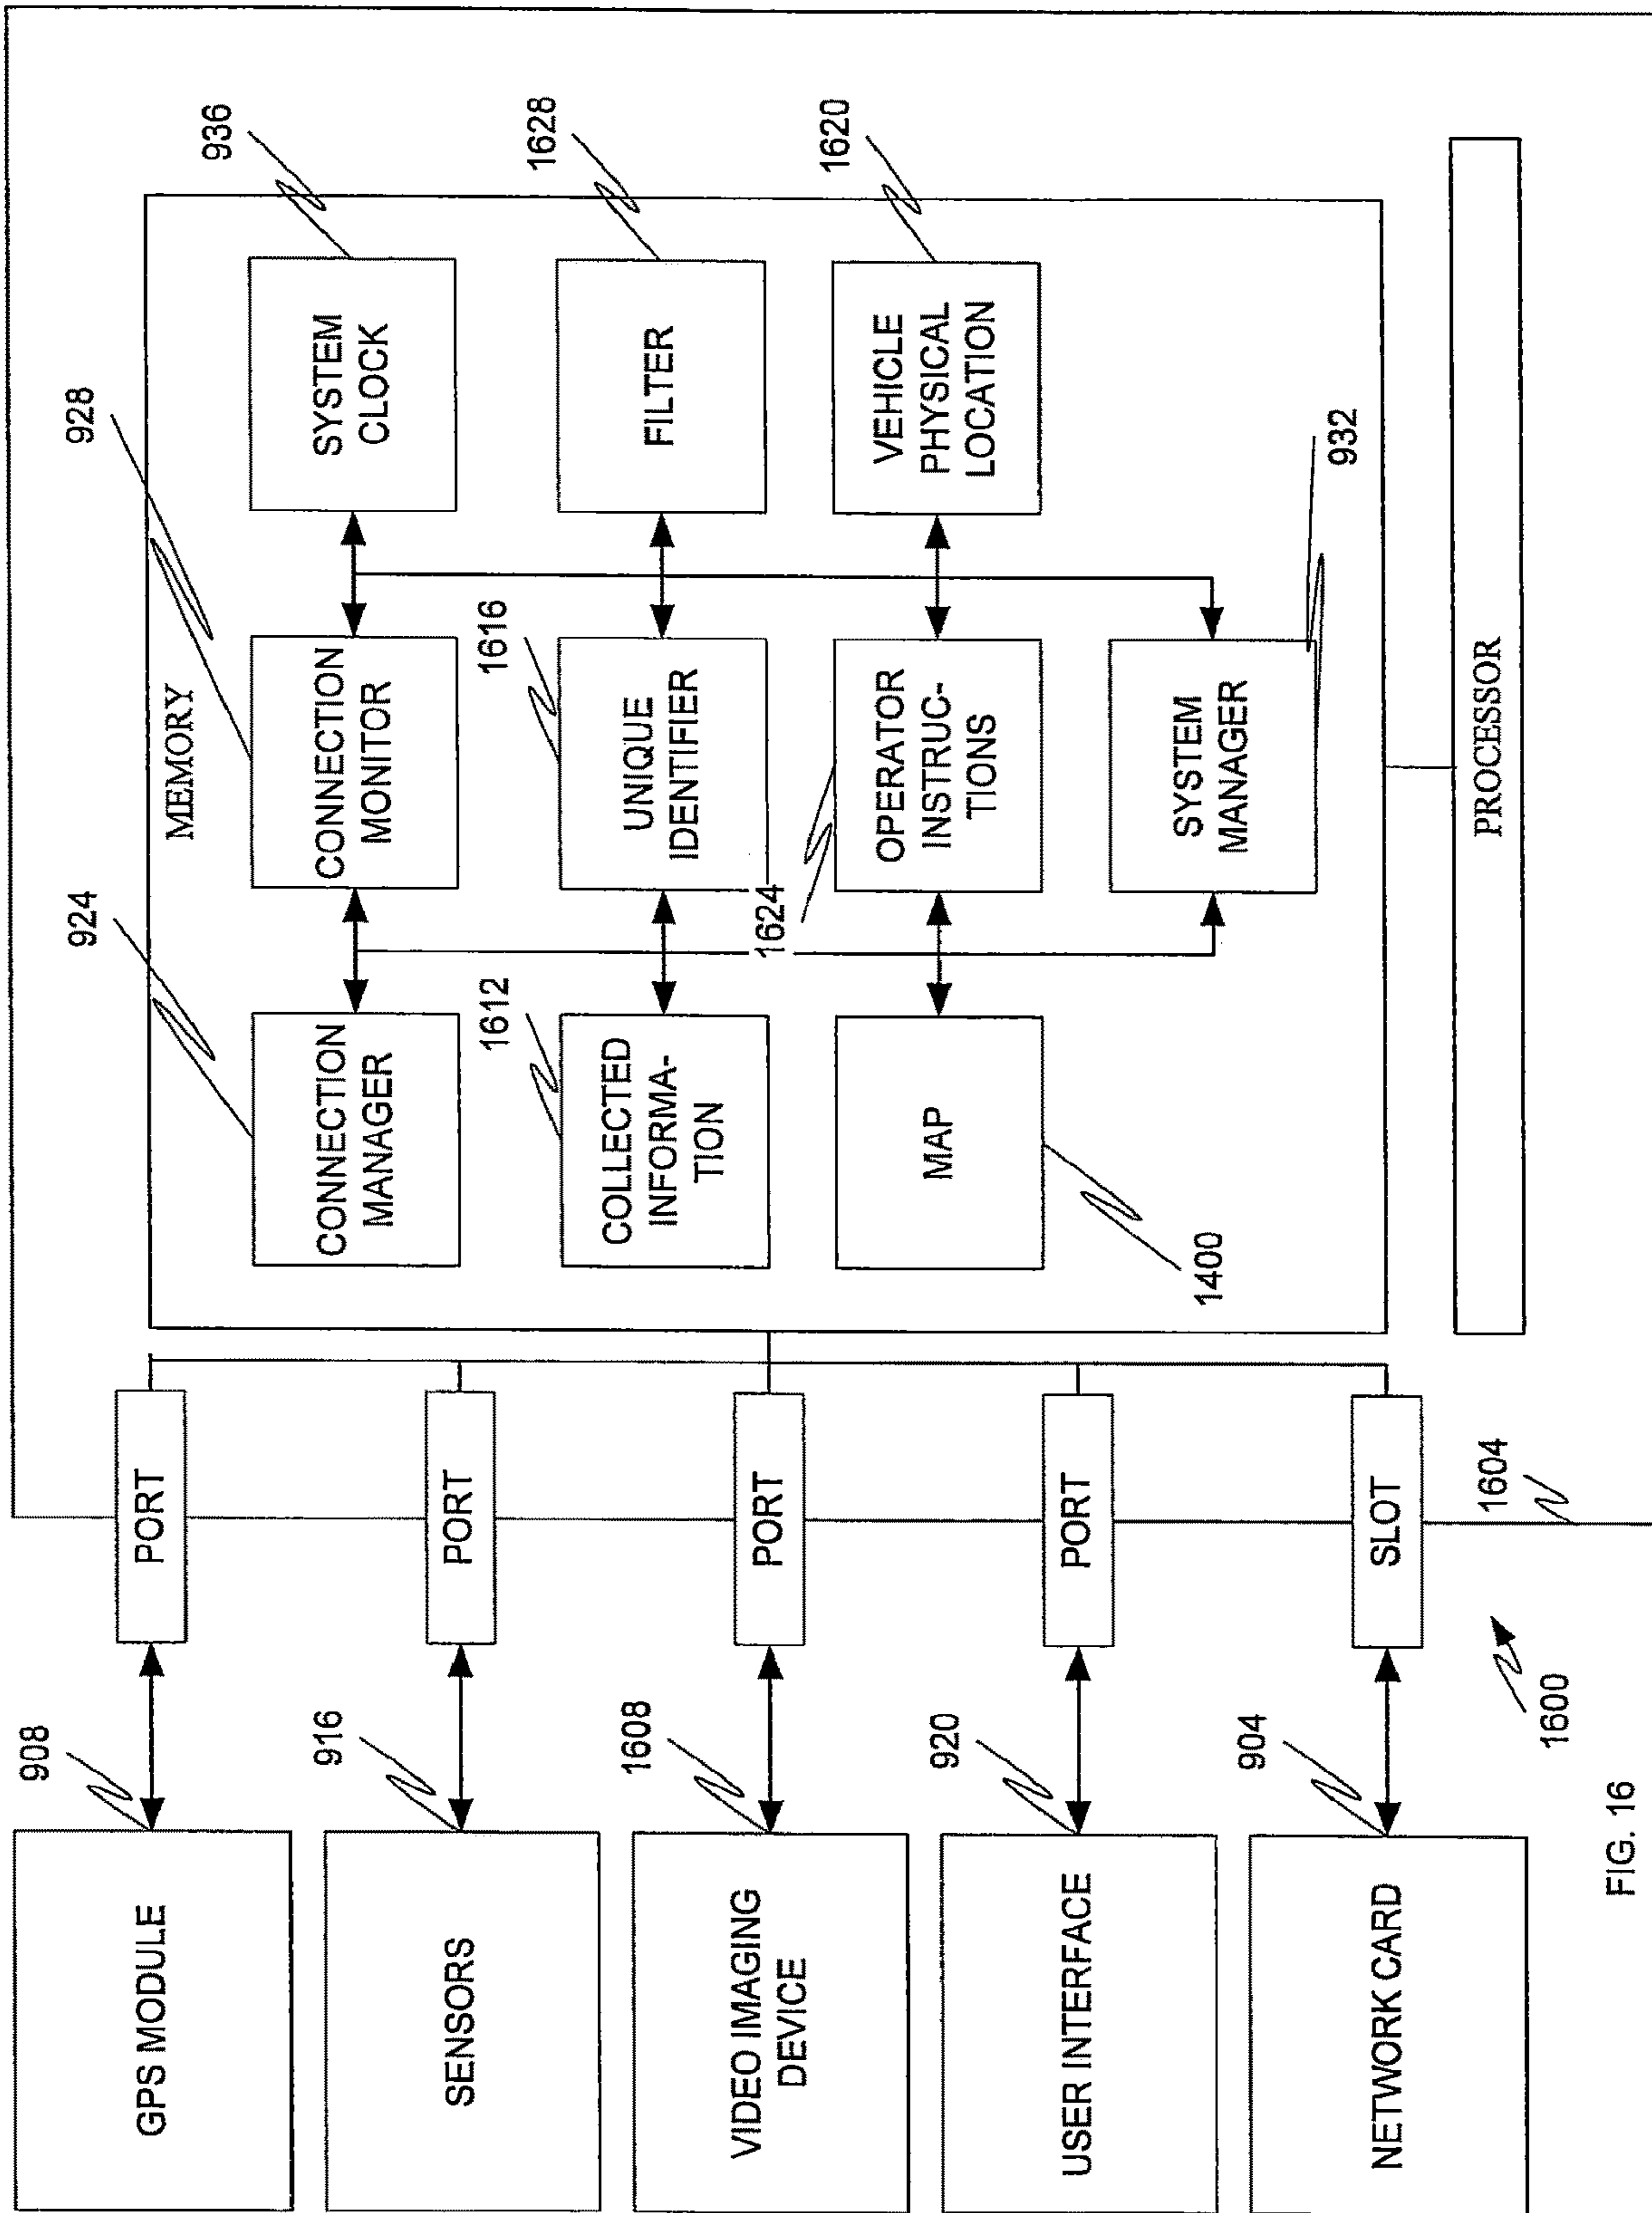 908
GPS MODULE
PORT
916
SENSORS
PORT
1608
VIDEO IMAGING
DEVICE
PORT
920
USER INTERFACE
PORT
904
NETWORK CARD
SLOT
1600
1604
MEMORY
924
CONNECTION
MANAGER
928
CONNECTION
MONITOR
936
SYSTEM
CLOCK
1612
COLLECTED
INFORMA-
TION
1616
UNIQUE
IDENTIFIER
1628
FILTER
1400
MAP
1624
OPERATOR
INSTRUC-
TIONS
1620
VEHICLE
PHYSICAL
LOCATION
932
SYSTEM
MANAGER
PROCESSOR
FIG. 16